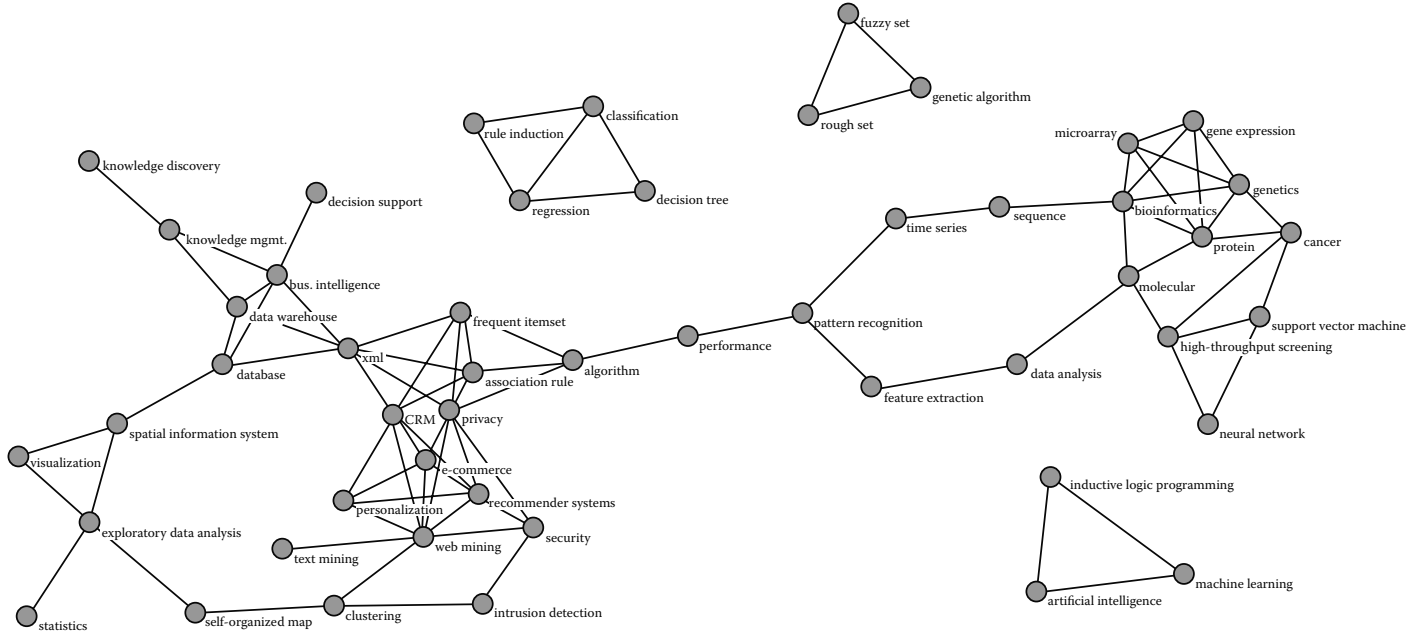 fuzzy set
genetic algorithm
rough set
classification
rule induction
regression
decision tree
microarray
gene expression
genetics
bioinformatics
protein
cancer
molecular
support vector machine
high-throughput screening
neural network
sequence
time series
pattern recognition
feature extraction
data analysis
performance
algorithm
knowledge discovery
decision support
knowledge mgmt.
bus. intelligence
data warehouse
database
xml
frequent itemset
association rule
CRM
privacy
e-commerce
recommender systems
personalization
web mining
security
text mining
intrusion detection
clustering
self-organized map
spatial information system
visualization
exploratory data analysis
statistics
inductive logic programming
machine learning
artificial intelligence